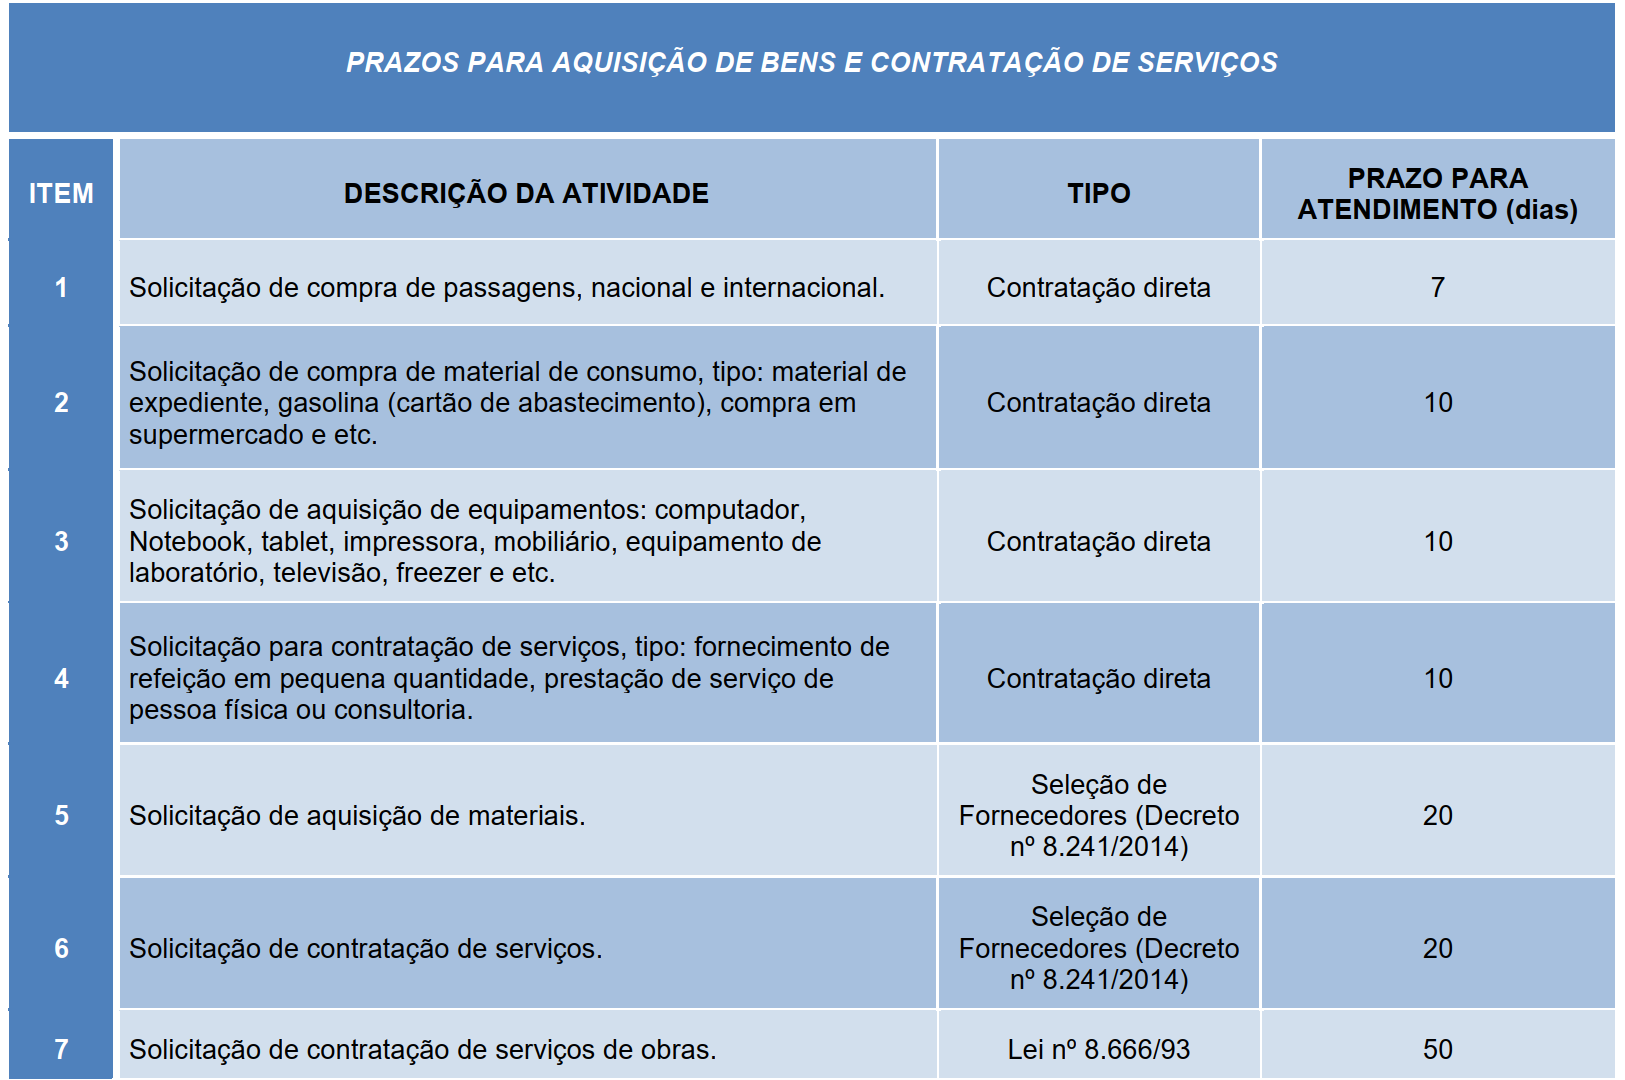 PRAZOS PARA AQUISIÇÃO DE BENS E CONTRATAÇÃO DE SERVIÇOS
ITEM
DESCRIÇÃO DA ATIVIDADE
TIPO
PRAZO PARA
ATENDIMENTO (dias)
1
Solicitação de compra de passagens, nacional e internacional.
Contratação direta
7
2
Solicitação de compra de material de consumo, tipo: material de
expediente, gasolina (cartão de abastecimento), compra em
supermercado e etc.
Contratação direta
10
3
Solicitação de aquisição de equipamentos: computador,
Notebook, tablet, impressora, mobiliário, equipamento de
laboratório, televisão, freezer e etc.
Contratação direta
10
4
Solicitação para contratação de serviços, tipo: fornecimento de
refeição em pequena quantidade, prestação de serviço de
pessoa física ou consultoria.
Contratação direta
10
5
Solicitação de aquisição de materiais.
Seleção de
Fornecedores (Decreto
nº 8.241/2014)
20
6
Solicitação de contratação de serviços.
Seleção de
Fornecedores (Decreto
nº 8.241/2014)
20
7
Solicitação de contratação de serviços de obras.
Lei nº 8.666/93
50